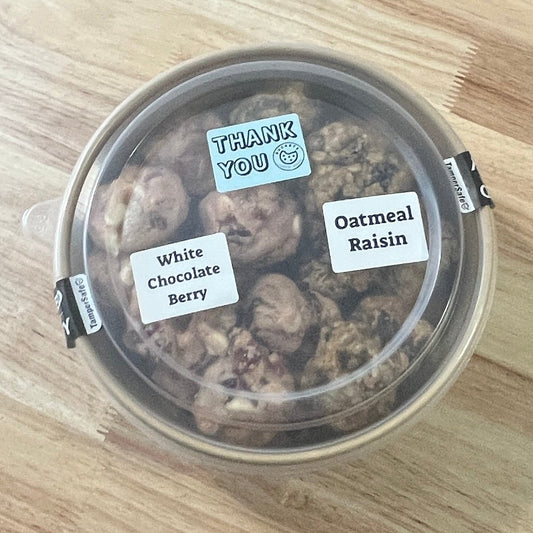 THANK
YOU
Oatmeal
Raisin
White
Chocolate
Berry
TamperSafe
TamperSafe